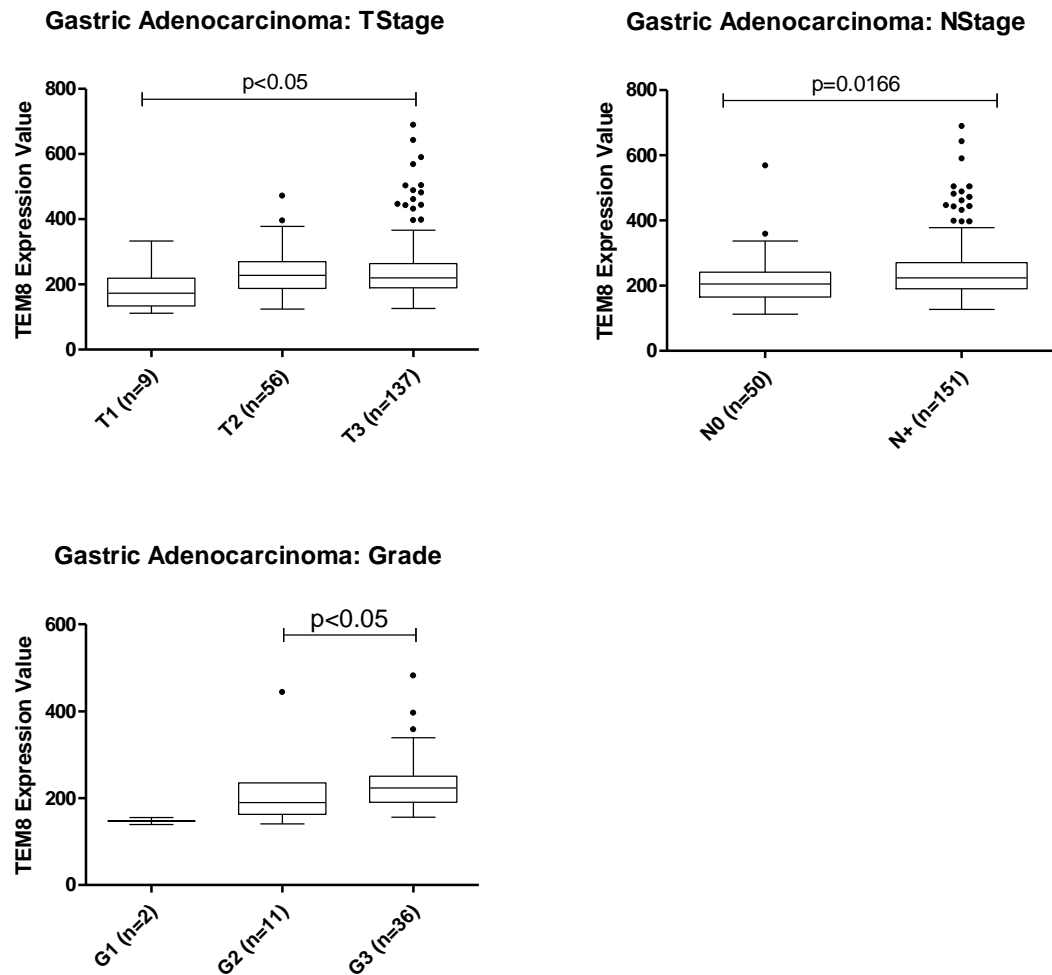 Gastric Adenocarcinoma: TStage
p<0.05
TEM8 Expression Value
800
600
400
200
0
T1 (n=9)
T2 (n=56)
T3 (n=137)
Gastric Adenocarcinoma: NStage
p=0.0166
TEM8 Expression Value
800
600
400
200
0
N0 (n=50)
N+ (n=151)
Gastric Adenocarcinoma: Grade
p<0.05
TEM8 Expression Value
600
400
200
0
G1 (n=2)
G2 (n=11)
G3 (n=36)